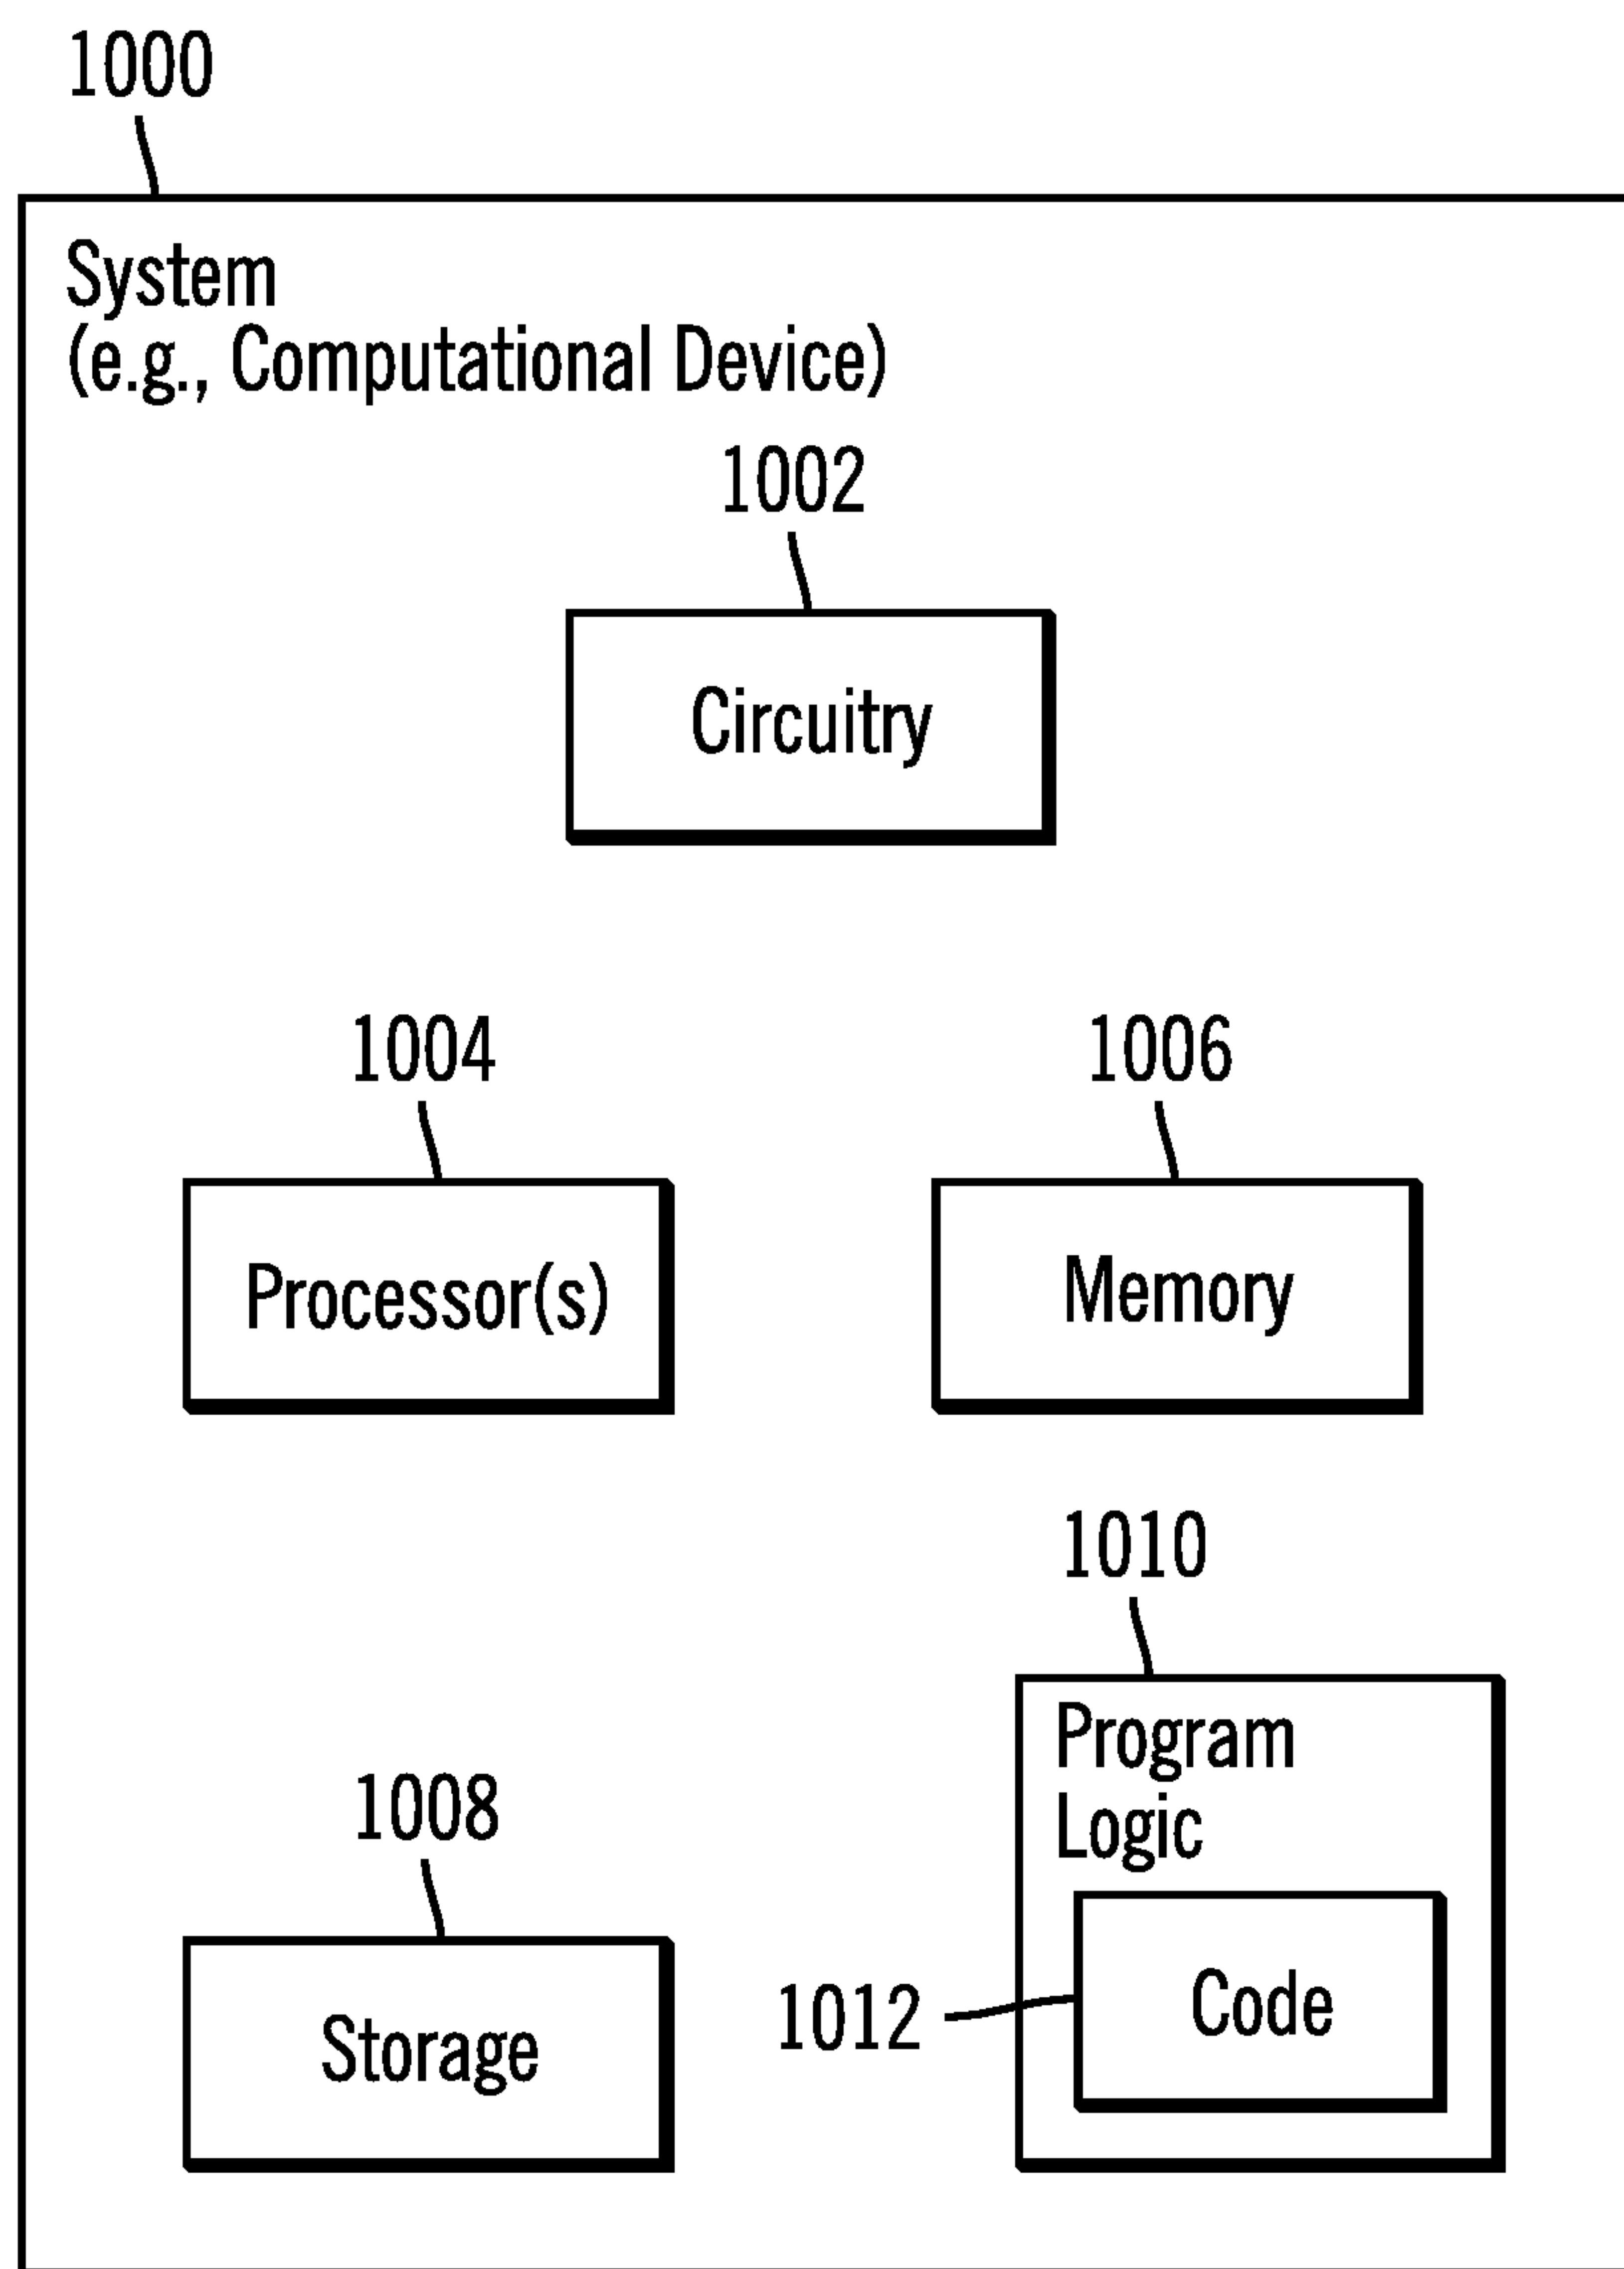 1000
System
(e.g., Computational Device)
1002
Circuitry
1004
1006
Processor(s)
Memory
1010
Program
Logic
1008
1012
Code
Storage